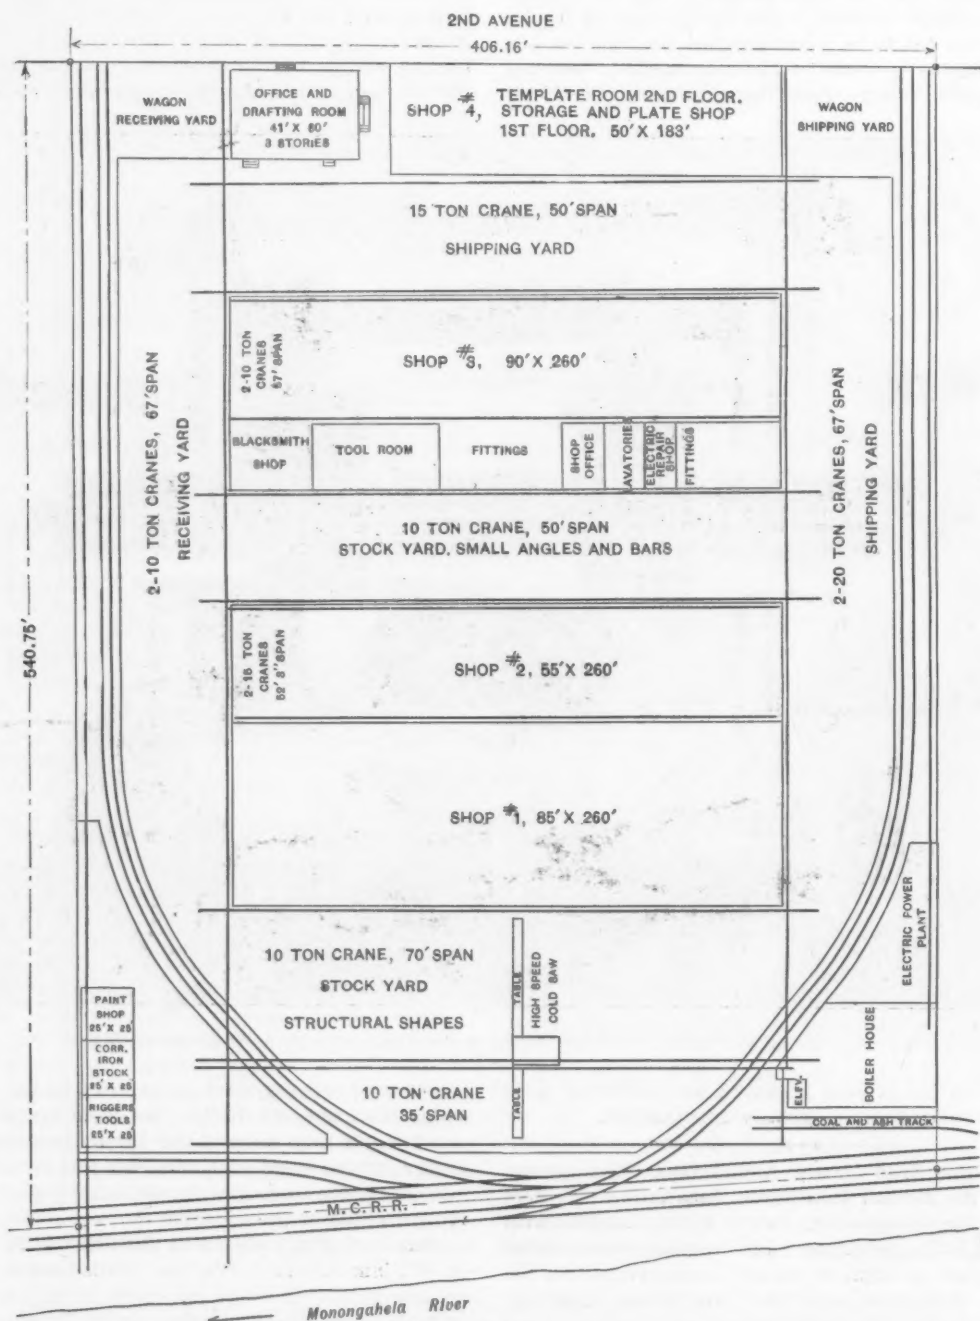 2ND AVENUE
406.16'
WAGON
RECEIVING YARD
OFFICE AND
DRAFTING ROOM
41' X 60'
3 STORIES
SHOP #4,
TEMPLATE ROOM 2ND FLOOR.
STORAGE AND PLATE SHOP
1ST FLOOR. 50' X 183'
WAGON
SHIPPING YARD
15 TON CRANE, 50' SPAN
SHIPPING YARD
2-10 TON
CRANES
57' SPAN
SHOP #3, 90' X 260'
2-10 TON CRANES, 67' SPAN
RECEIVING YARD
2-20 TON CRANES, 67' SPAN
SHIPPING YARD
BLACKSMITH
SHOP
TOOL ROOM
FITTINGS
SHOP
OFFICE
LAVATORIES
ELECTRIC
REPAIR
SHOP
FITTINGS
10 TON CRANE, 50' SPAN
STOCK YARD. SMALL ANGLES AND BARS
540.75'
2-15 TON
CRANES
52' 3" SPAN
SHOP #2, 55' X 260'
SHOP #1, 85' X 260'
ELECTRIC POWER
PLANT
10 TON CRANE, 70' SPAN
STOCK YARD
STRUCTURAL SHAPES
TABLE
HIGH SPEED
COLD SAW
PAINT
SHOP
25' X 25'
CORR.
IRON
STOCK
25' X 25'
RIGGERS
TOOLS
25' X 25'
10 TON CRANE
35' SPAN
TABLE
ELEV.
BOILER HOUSE
COAL AND ASH TRACK
M.C.R.R.
Monongahela River